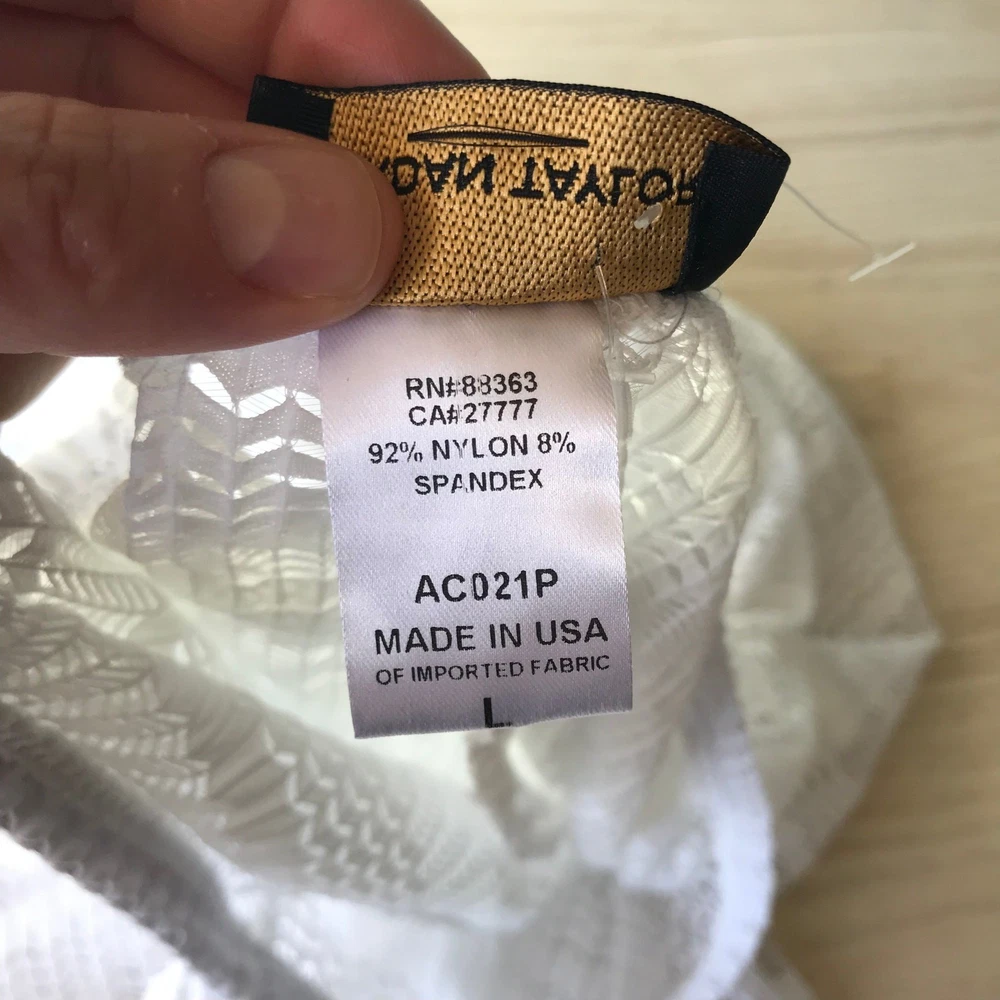 TAYLOR
RN#88363
CA#27777
92% NYLON 8%
SPANDEX
AC021P
MADE IN USA
OF IMPORTED FABRIC
L